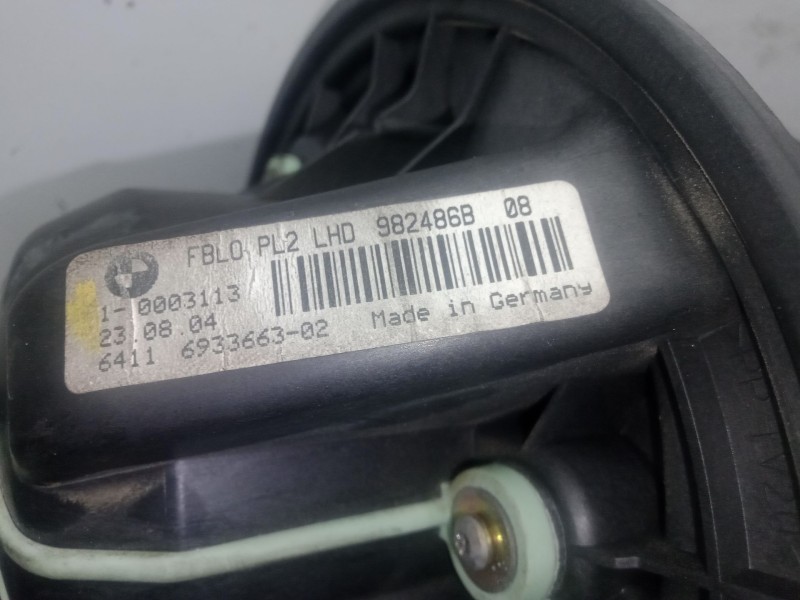 FBLO PL2 LHD 982486B 08
1-0003113
23.08.04
6411 6933663-02 Made in Germany